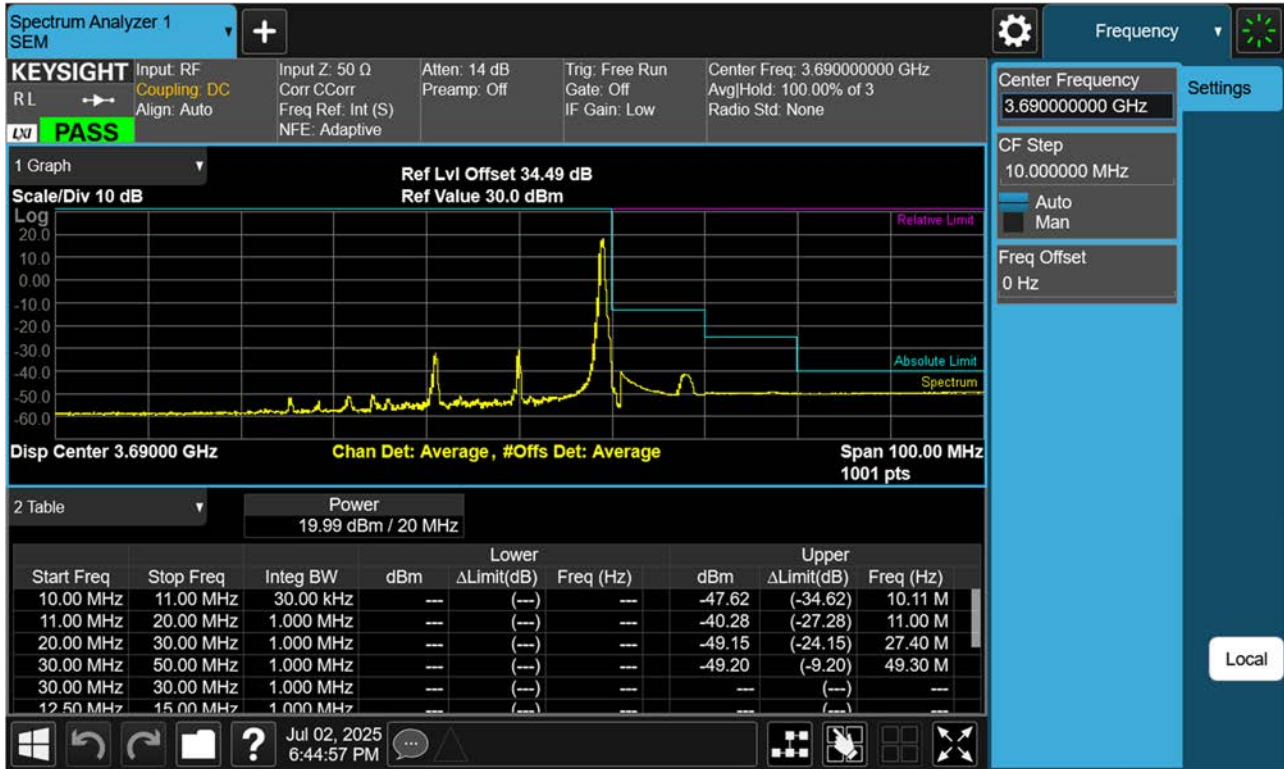 Spectrum Analyzer 1
SEM
Frequency
KEYSIGHT
RL
LXI PASS
Input: RF
Coupling: DC
Align: Auto
Input Z: 50 Ω
Corr CCorr
Freq Ref: Int (S)
NFE: Adaptive
Atten: 14 dB
Preamp: Off
Trig: Free Run
Gate: Off
IF Gain: Low
Center Freq: 3.690000000 GHz
Avg|Hold: 100.00% of 3
Radio Std: None
Center Frequency
3.690000000 GHz
Settings
CF Step
10.000000 MHz
Auto
Man
Freq Offset
0 Hz
Local
1 Graph
Scale/Div 10 dB
Ref Lvl Offset 34.49 dB
Ref Value 30.0 dBm
Log
20.0
10.0
0.00
-10.0
-20.0
-30.0
-40.0
-50.0
-60.0
Relative Limit
Absolute Limit
Spectrum
Disp Center 3.69000 GHz
Chan Det: Average, #Offs Det: Average
Span 100.00 MHz
1001 pts
2 Table
Power
19.99 dBm / 20 MHz
Lower Upper
Start Freq Stop Freq Integ BW dBm ΔLimit(dB) Freq (Hz) dBm ΔLimit(dB) Freq (Hz)
10.00 MHz 11.00 MHz 30.00 kHz --- (---) --- -47.62 (-34.62) 10.11 M
11.00 MHz 20.00 MHz 1.000 MHz --- (---) --- -40.28 (-27.28) 11.00 M
20.00 MHz 30.00 MHz 1.000 MHz --- (---) --- -49.15 (-24.15) 27.40 M
30.00 MHz 50.00 MHz 1.000 MHz --- (---) --- -49.20 (-9.20) 49.30 M
30.00 MHz 30.00 MHz 1.000 MHz --- (---) --- --- (---) ---
12.50 MHz 15.00 MHz 1.000 MHz --- (---) --- --- (---) ---
?
Jul 02, 2025
6:44:57 PM